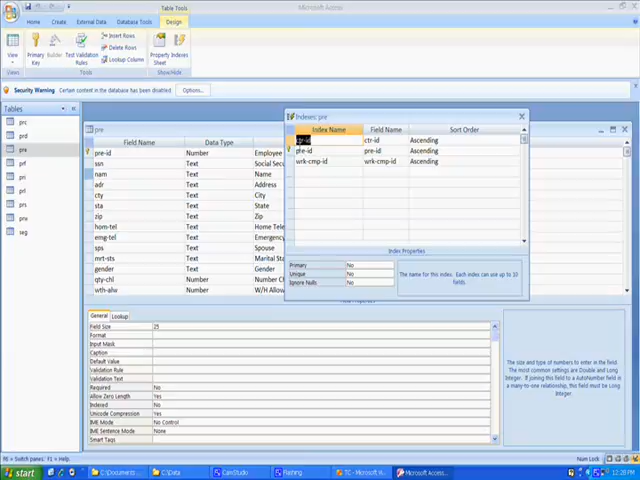 Table Tools
Microsoft Access
Home
Create
External Data
Database Tools
Design
View
Primary Key
Builder
Test Validation Rules
Insert Rows
Delete Rows
Lookup Column
Property Sheet
Indexes
Views
Tools
Show/Hide
Security Warning Certain content in the database has been disabled
Options...
Tables
prc
prd
pre
prf
pri
prl
prs
prw
seg
pre
Field Name Data Type
pre-id Number Employee
ssn Text Social Secu
nam Text Name
adr Text Address
cty Text City
sta Text State
zip Text Zip
hom-tel Text Home Tele
emg-tel Text Emergency
sps Text Spouse
mrt-sts Text Marital Stat
gender Text Gender
qty-chl Number Number of
wth-alw Number W/H Allow
Indexes: pre
Index Name Field Name Sort Order
ctr-id ctr-id Ascending
pre-id pre-id Ascending
wrk-cmp-id wrk-cmp-id Ascending
Index Properties
Primary No
Unique No
Ignore Nulls No
The name for this index. Each index can use up to 10 fields.
General Lookup
Field Size 25
Format
Input Mask
Caption
Default Value
Validation Rule
Validation Text
Required No
Allow Zero Length Yes
Indexed No
Unicode Compression Yes
IME Mode No Control
IME Sentence Mode None
Smart Tags
The size and type of numbers to enter in the field. The most common settings are Double and Long Integer. If joining this field to an AutoNumber field in a many-to-one relationship, this field must be Long Integer.
F6 = Switch panes. F1 = Help.
Num Lock
start
C:\Document...
C:\Data
CamStudio
Flashing
TC - Microsoft V...
Microsoft Access...
12:28 PM